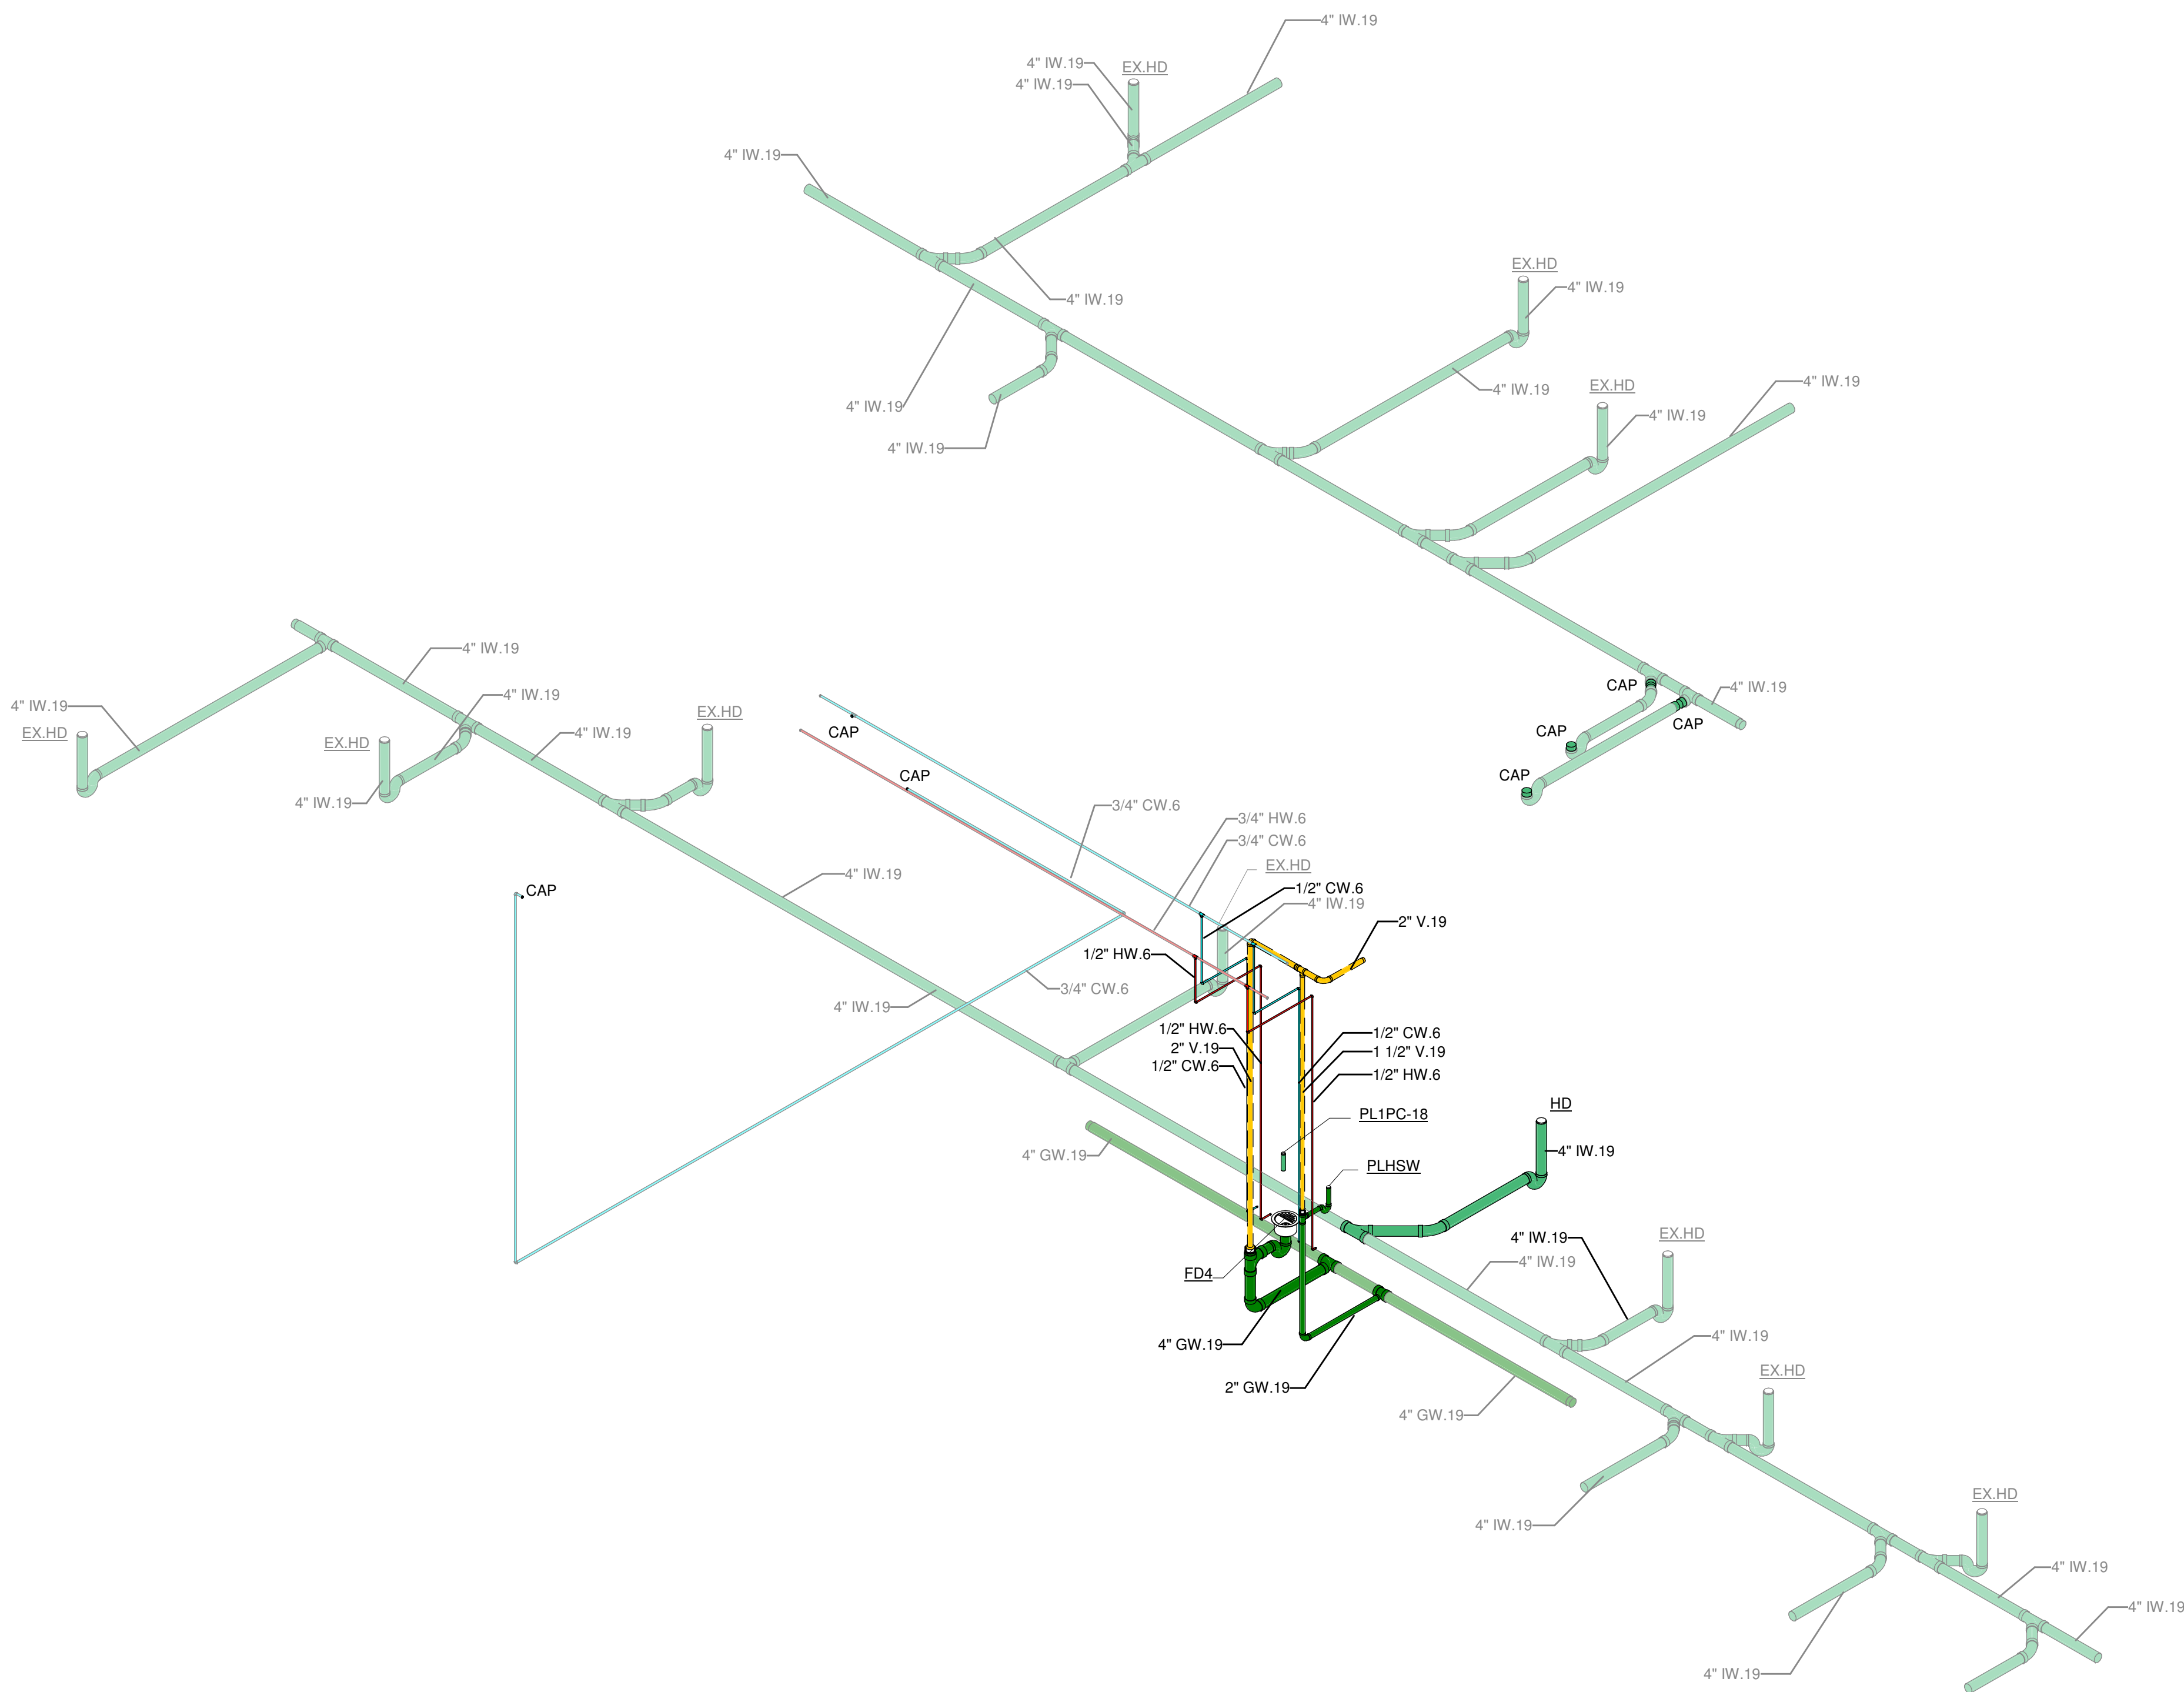 4" IW.19
4" IW.19
EX.HD
4" IW.19
4" IW.19
EX.HD
4" IW.19
4" IW.19
EX.HD
4" IW.19
4" IW.19
4" IW.19
4" IW.19
4" IW.19
4" IW.19
4" IW.19
CAP
4" IW.19
4" IW.19
4" IW.19
EX.HD
CAP
CAP
EX.HD
CAP
4" IW.19
EX.HD
CAP
CAP
4" IW.19
3/4" CW.6
3/4" HW.6
3/4" CW.6
EX.HD
4" IW.19
1/2" CW.6
CAP
4" IW.19
2" V.19
1/2" HW.6
3/4" CW.6
4" IW.19
1/2" HW.6
1/2" CW.6
2" V.19
1 1/2" V.19
1/2" CW.6
1/2" HW.6
HD
PL1PC-18
4" IW.19
4" GW.19
PLHSW
EX.HD
4" IW.19
4" IW.19
FD4
4" IW.19
4" GW.19
EX.HD
2" GW.19
4" GW.19
EX.HD
4" IW.19
4" IW.19
4" IW.19
4" IW.19